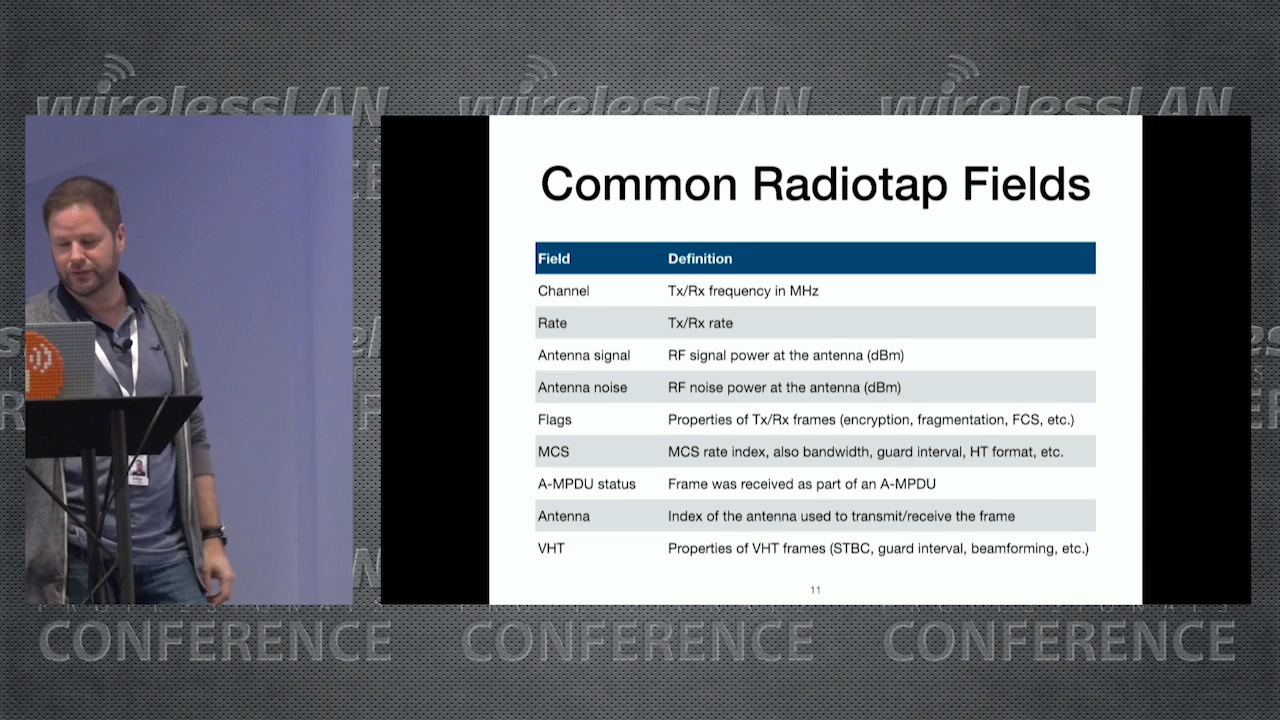 wirelessLAN wirelessLAN wirelessLAN
Common Radiotap Fields
Field Definition
Channel Tx/Rx frequency in MHz
Rate Tx/Rx rate
Antenna signal RF signal power at the antenna (dBm)
Antenna noise RF noise power at the antenna (dBm)
Flags Properties of Tx/Rx frames (encryption, fragmentation, FCS, etc.)
MCS MCS rate index, also bandwidth, guard interval, HT format, etc.
A-MPDU status Frame was received as part of an A-MPDU
Antenna Index of the antenna used to transmit/receive the frame
VHT Properties of VHT frames (STBC, guard interval, beamforming, etc.)
11
CONFERENCE CONFERENCE CONFERENCE